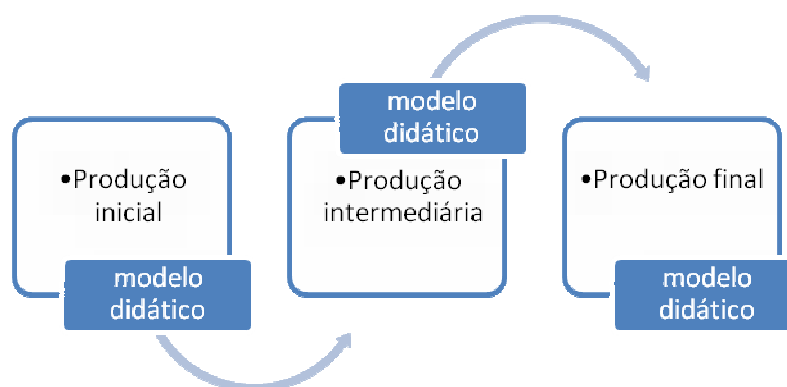 •Produção
inicial
modelo
didático
modelo
didático
•Produção
intermediária
•Produção final
modelo
didático